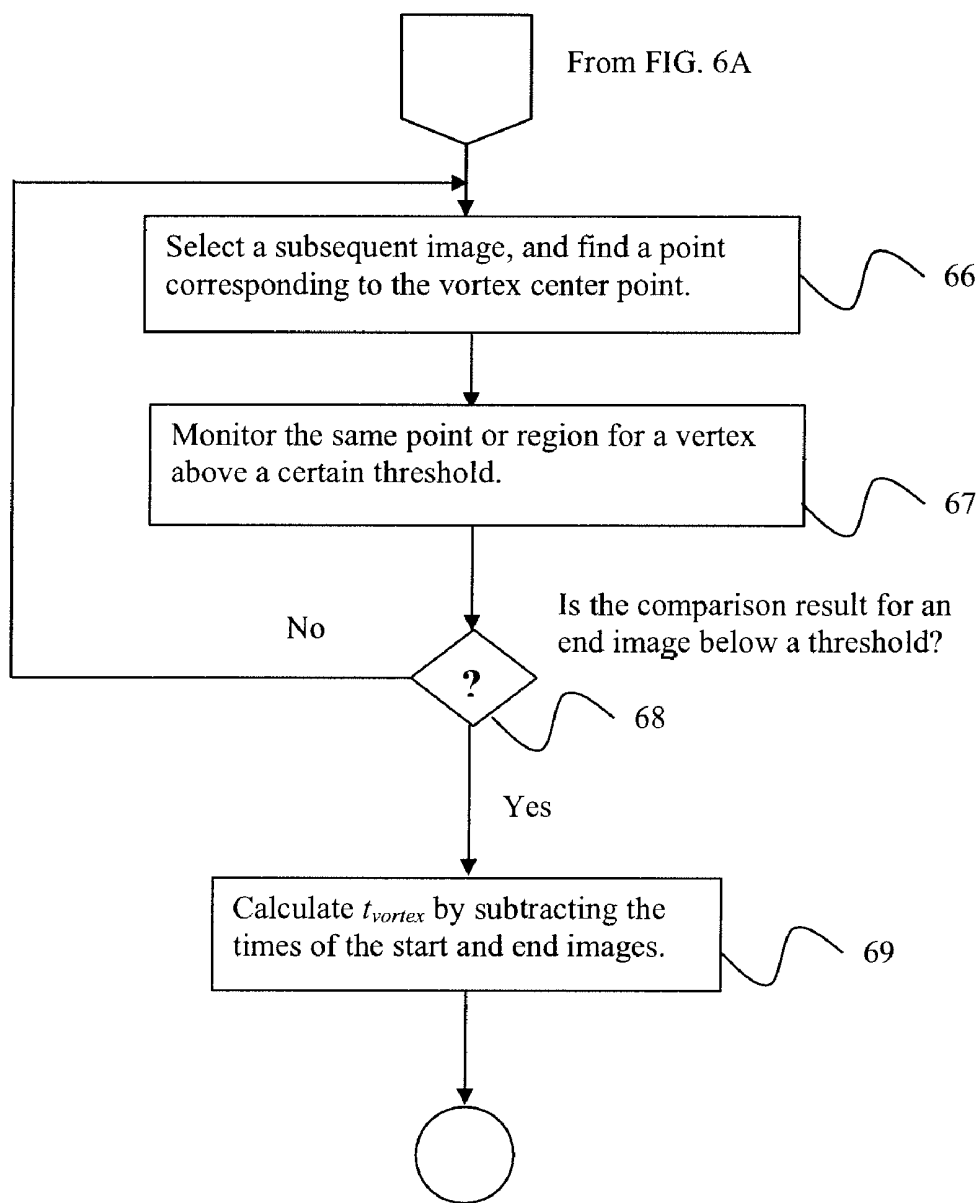 From FIG. 6A
Select a subsequent image, and find a point
corresponding to the vortex center point.
66
Monitor the same point or region for a vertex
above a certain threshold.
67
Is the comparison result for an
end image below a threshold?
No
?
68
Yes
Calculate tvortex by subtracting the
times of the start and end images.
69